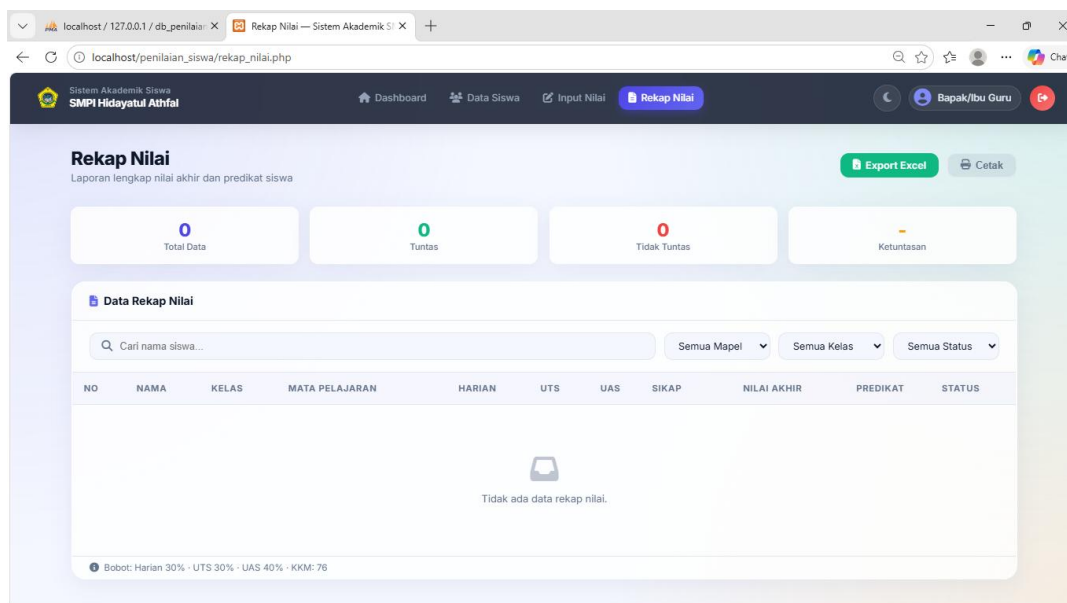 localhost / 127.0.0.1 / db_penilaian
Rekap Nilai — Sistem Akademik S
localhost/penilaian_siswa/rekap_nilai.php
Chat
Sistem Akademik Siswa
SMPI Hidayatul Athfal
Dashboard
Data Siswa
Input Nilai
Rekap Nilai
Bapak/Ibu Guru
Rekap Nilai
Laporan lengkap nilai akhir dan predikat siswa
Export Excel
Cetak
0
Total Data
0
Tuntas
0
Tidak Tuntas
-
Ketuntasan
Data Rekap Nilai
Cari nama siswa...
Semua Mapel
Semua Kelas
Semua Status
NO NAMA KELAS MATA PELAJARAN HARIAN UTS UAS SIKAP NILAI AKHIR PREDIKAT STATUS
Tidak ada data rekap nilai.
Bobot: Harian 30% · UTS 30% · UAS 40% · KKM: 76